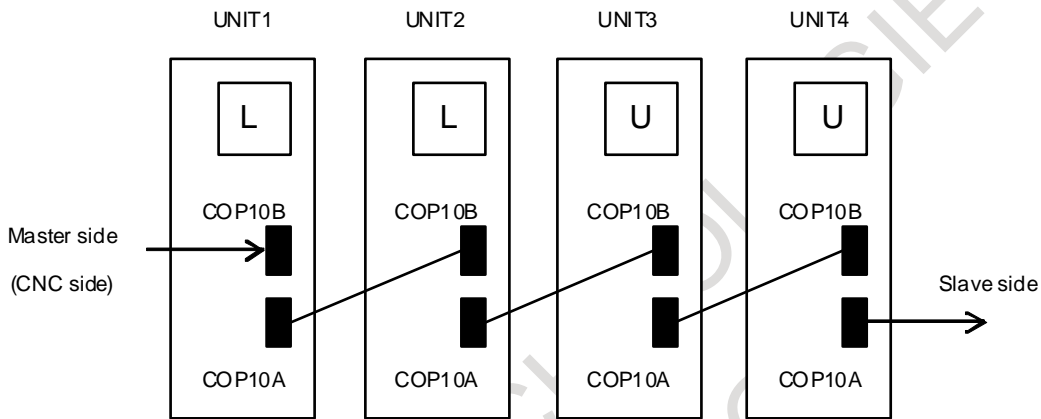 UNIT1 UNIT2 UNIT3 UNIT4
L L U U
COP10B COP10B COP10B COP10B
Master side
(CNC side)
Slave side
COP10A COP10A COP10A COP10A